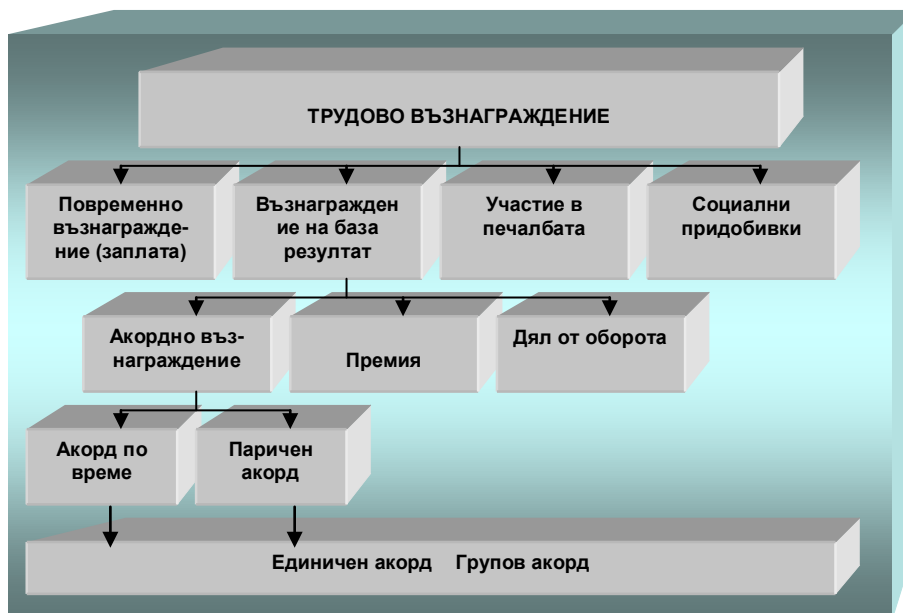 ТРУДОВО ВЪЗНАГРАЖДЕНИЕ
Повременно
възнагражде-
ние (заплата)
Възнагражден
ие на база
резултат
Участие в
печалбата
Социални
придобивки
Акордно въз-
награждение
Премия
Дял от оборота
Акорд по
време
Паричен
акорд
Единичен акорд Групов акорд